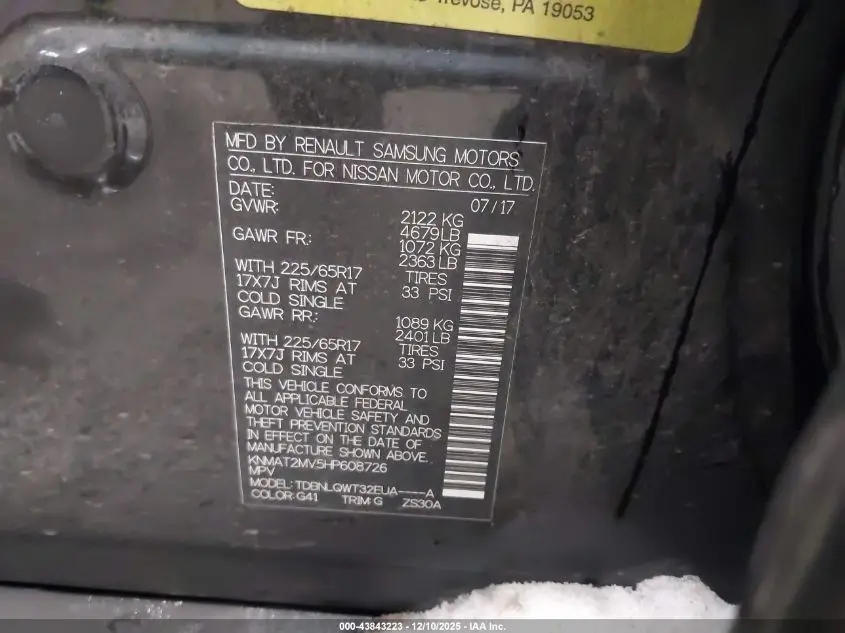 Trevose, PA 19053
MFD BY RENAULT SAMSUNG MOTORS
CO., LTD. FOR NISSAN MOTOR CO., LTD.
DATE: 07/17
GVWR: 2122 KG
4679LB
GAWR FR: 1072 KG
2363LB
WITH 225/65R17 TIRES
17X7J RIMS AT 33 PSI
COLD SINGLE
GAWR RR: 1089 KG
2401LB
WITH 225/65R17 TIRES
17X7J RIMS AT 33 PSI
COLD SINGLE
THIS VEHICLE CONFORMS TO
ALL APPLICABLE FEDERAL
MOTOR VEHICLE SAFETY AND
THEFT PREVENTION STANDARDS
IN EFFECT ON THE DATE OF
MANUFACTURE SHOWN ABOVE.
KNMAT2MV5HP608726
MPV
MODEL: TDBNLQWT32EUA----A
COLOR: G41 TRIM: G ZS30A
000-43843223 - 12/10/2025 - IAA Inc.